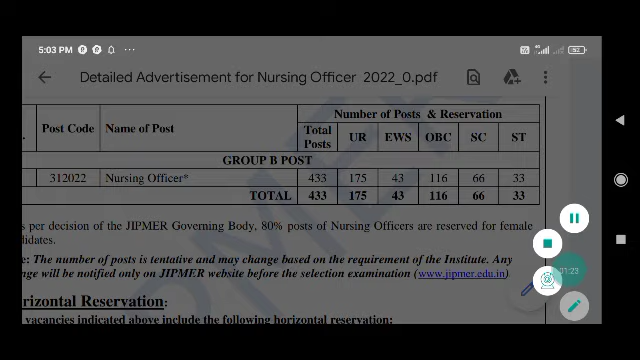 5:03 PM
52
Detailed Advertisement for Nursing Officer 2022_0.pdf
Number of Posts & Reservation
Post Code Name of Post Total Posts UR EWS OBC SC ST
GROUP B POST
312022 Nursing Officer* 433 175 43 116 66 33
TOTAL 433 175 43 116 66 33
s per decision of the JIPMER Governing Body, 80% posts of Nursing Officers are reserved for female
didates.
e: The number of posts is tentative and may change based on the requirement of the Institute. Any
nge will be notified only on JIPMER website before the selection examination (www.jipmer.edu.in)
rizontal Reservation:
vacancies indicated above include the following horizontal reservation:
01:23